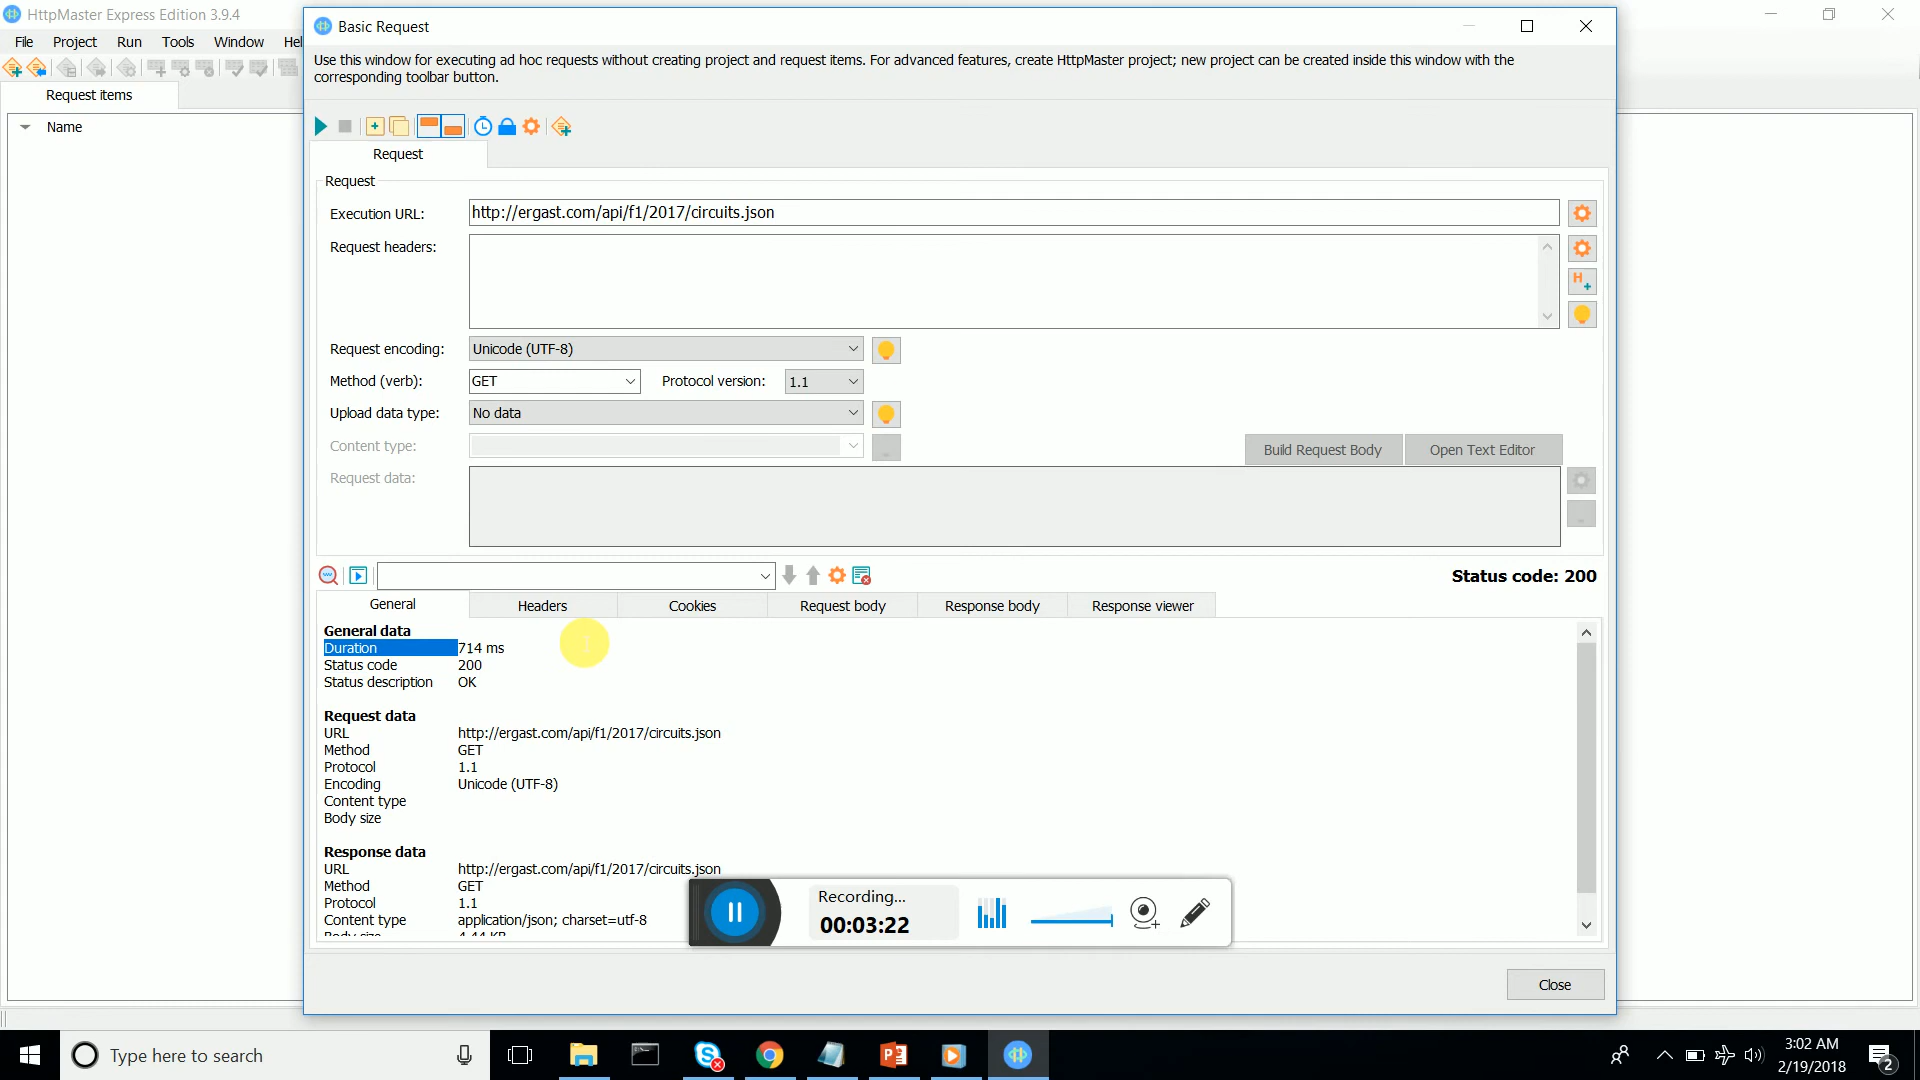 HttpMaster Express Edition 3.9.4
File Project Run Tools Window Hel
Request items
Name
Basic Request
Use this window for executing ad hoc requests without creating project and request items. For advanced features, create HttpMaster project; new project can be created inside this window with the
corresponding toolbar button.
Request
Request
Execution URL: http://ergast.com/api/f1/2017/circuits.json
Request headers:
H
Request encoding: Unicode (UTF-8)
Method (verb): GET Protocol version: 1.1
Upload data type: No data
Content type:
Build Request Body Open Text Editor
Request data:
Status code: 200
General Headers Cookies Request body Response body Response viewer
General data
Duration 714 ms
Status code 200
Status description OK
Request data
URL http://ergast.com/api/f1/2017/circuits.json
Method GET
Protocol 1.1
Encoding Unicode (UTF-8)
Content type
Body size
Response data
URL http://ergast.com/api/f1/2017/circuits.json
Method GET
Protocol 1.1
Content type application/json; charset=utf-8
Body size 4.44 KB
Recording...
00:03:22
Close
Type here to search
3:02 AM
2/19/2018
2